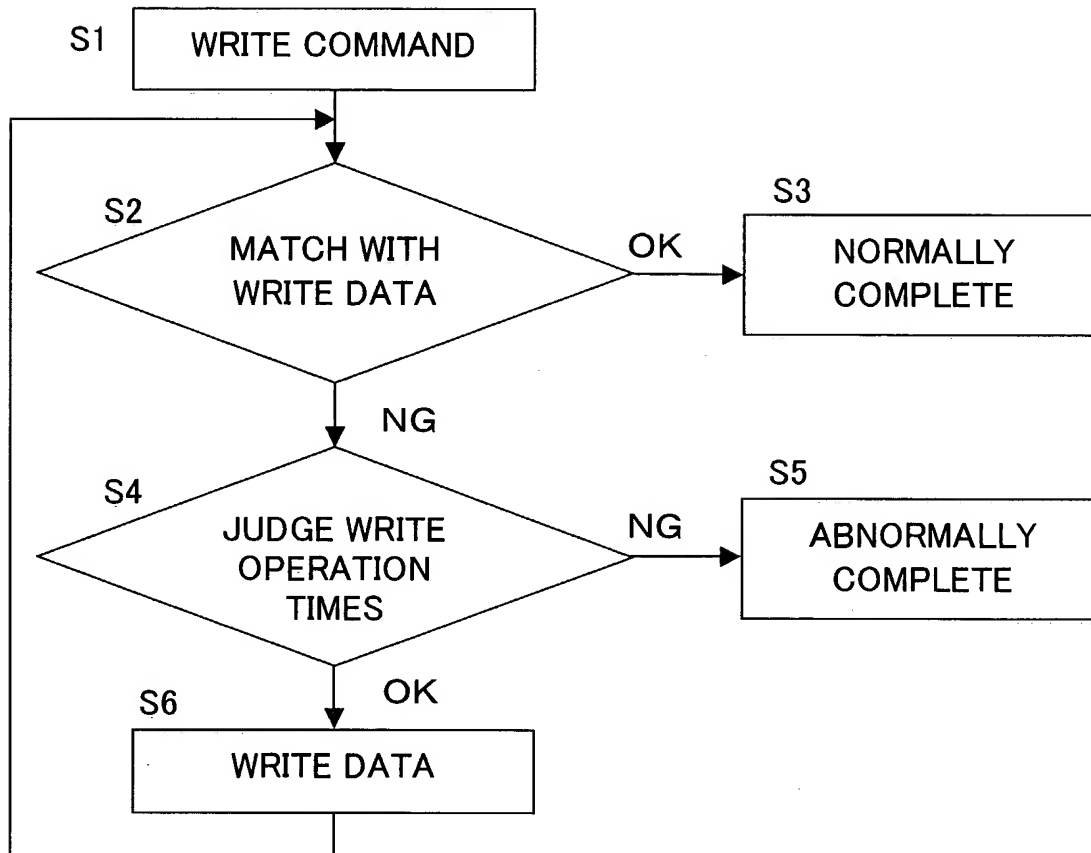 S1
WRITE COMMAND
S2
MATCH WITH
WRITE DATA
OK
S3
NORMALLY
COMPLETE
NG
S4
JUDGE WRITE
OPERATION
TIMES
NG
S5
ABNORMALLY
COMPLETE
OK
S6
WRITE DATA